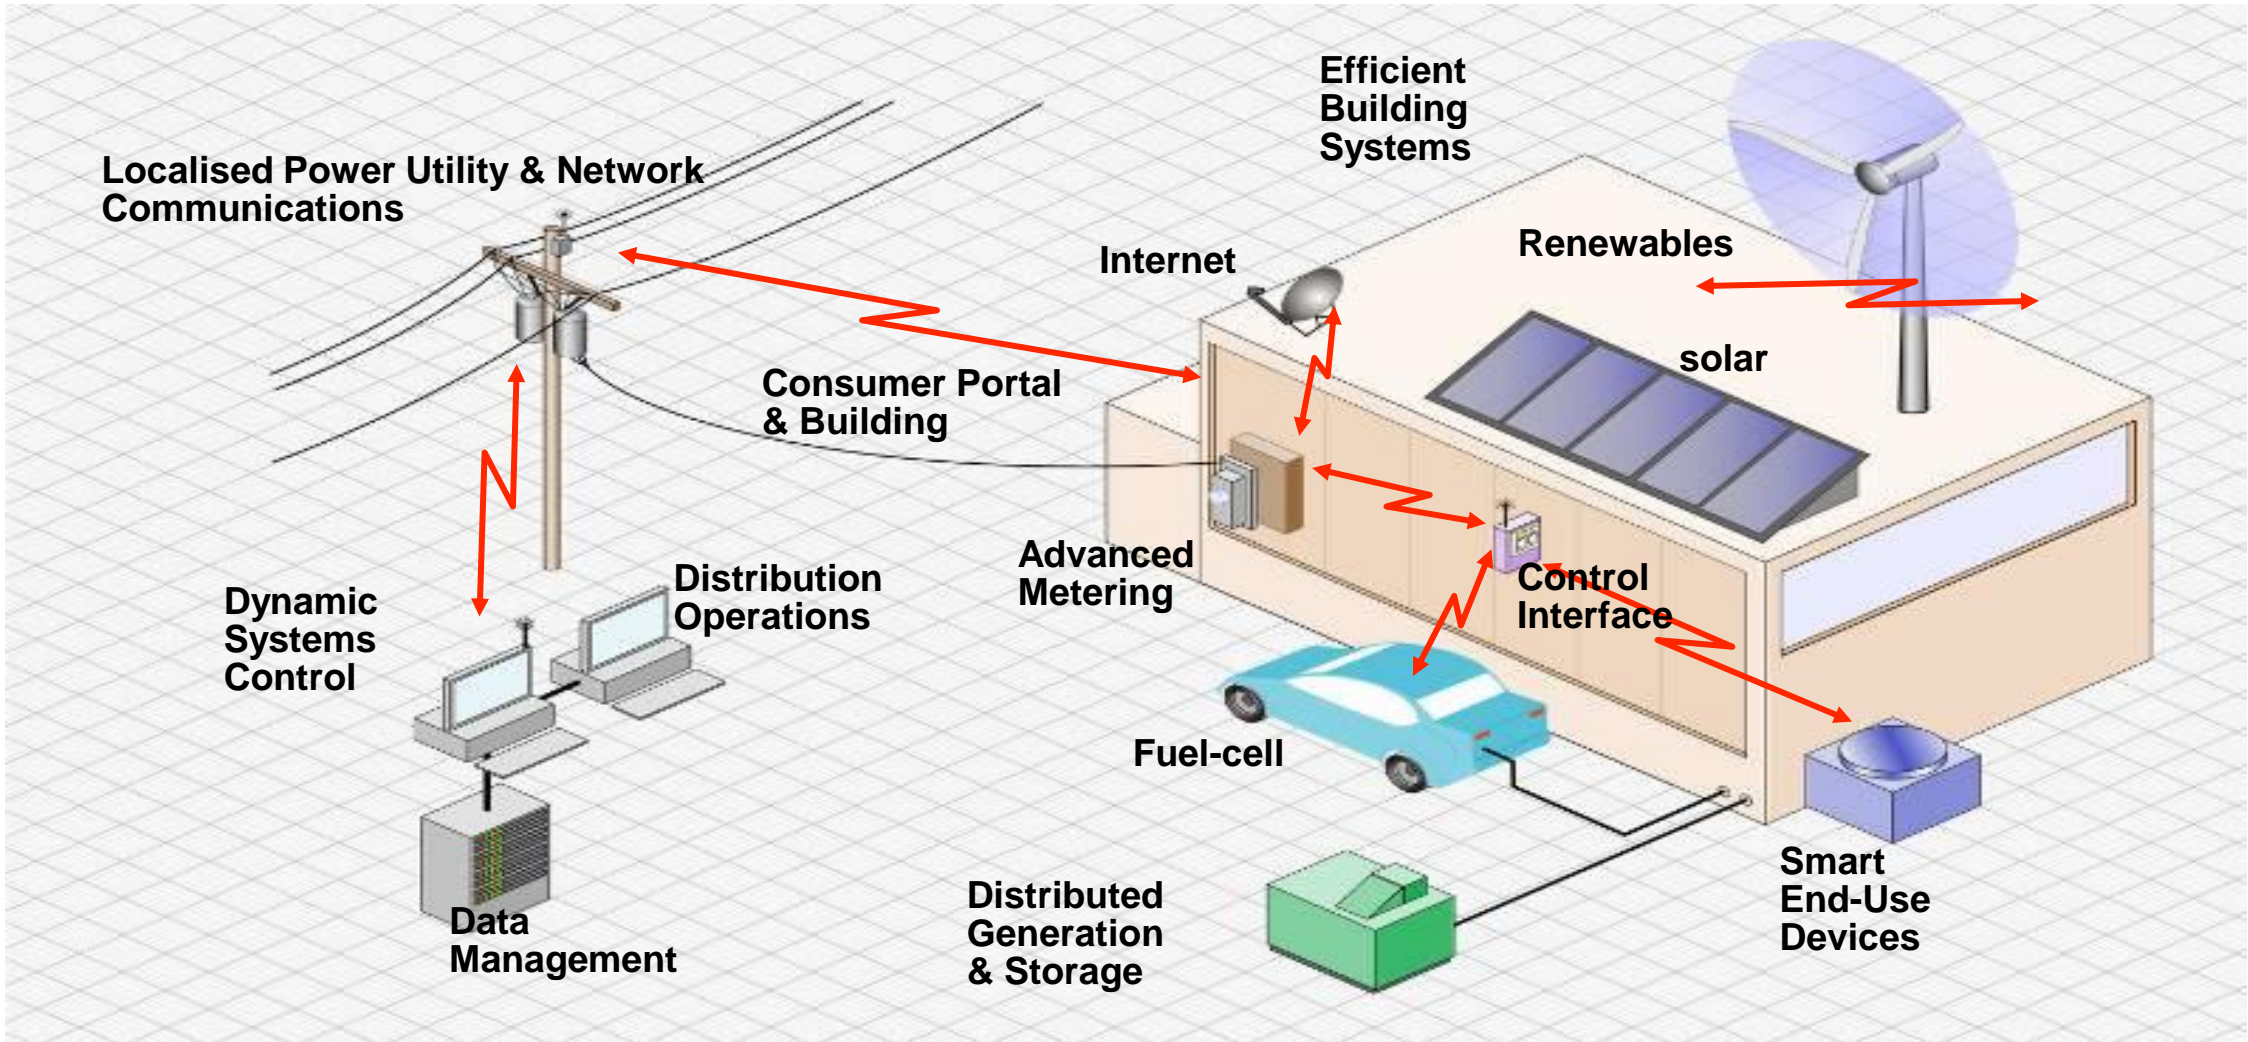 Efficient
Building
Systems
Localised Power Utility & Network
Communications
Internet
Renewables
solar
Consumer Portal
& Building
Advanced
Metering
Control
Interface
Distribution
Operations
Dynamic
Systems
Control
Fuel-cell
Smart
End-Use
Devices
Distributed
Generation
& Storage
Data
Management